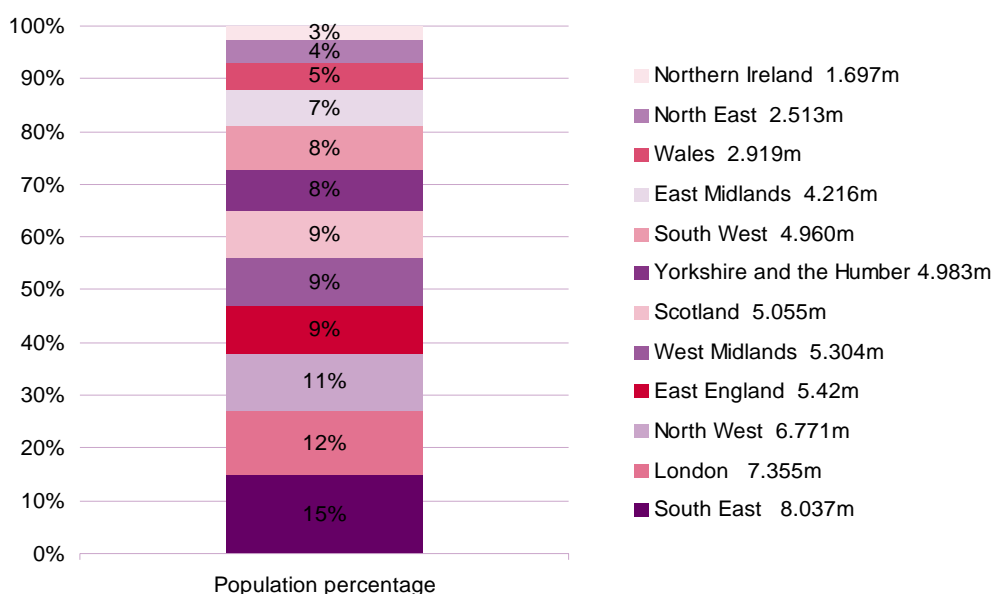 100%
90%
80%
70%
60%
50%
40%
30%
20%
10%
0%
3%
4%
5%
7%
8%
8%
9%
9%
9%
11%
12%
15%
Population percentage
Northern Ireland 1.697m
North East 2.513m
Wales 2.919m
East Midlands 4.216m
South West 4.960m
Yorkshire and the Humber 4.983m
Scotland 5.055m
West Midlands 5.304m
East England 5.42m
North West 6.771m
London 7.355m
South East 8.037m